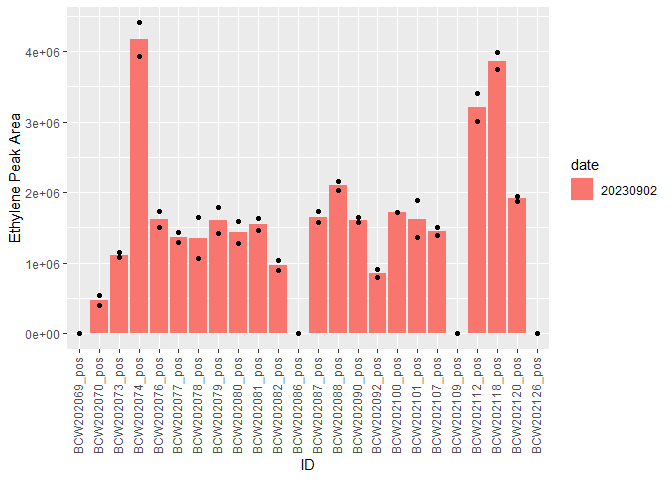 Ethylene Peak Area
4e+06
3e+06
2e+06
1e+06
0e+00
BCW202069_pos
BCW202070_pos
BCW202073_pos
BCW202074_pos
BCW202076_pos
BCW202077_pos
BCW202078_pos
BCW202079_pos
BCW202080_pos
BCW202081_pos
BCW202082_pos
BCW202086_pos
BCW202087_pos
BCW202089_pos
BCW202090_pos
BCW202092_pos
BCW202100_pos
BCW202101_pos
BCW202107_pos
BCW202109_pos
BCW202112_pos
BCW202118_pos
BCW202120_pos
BCW202126_pos
ID
date
20230902